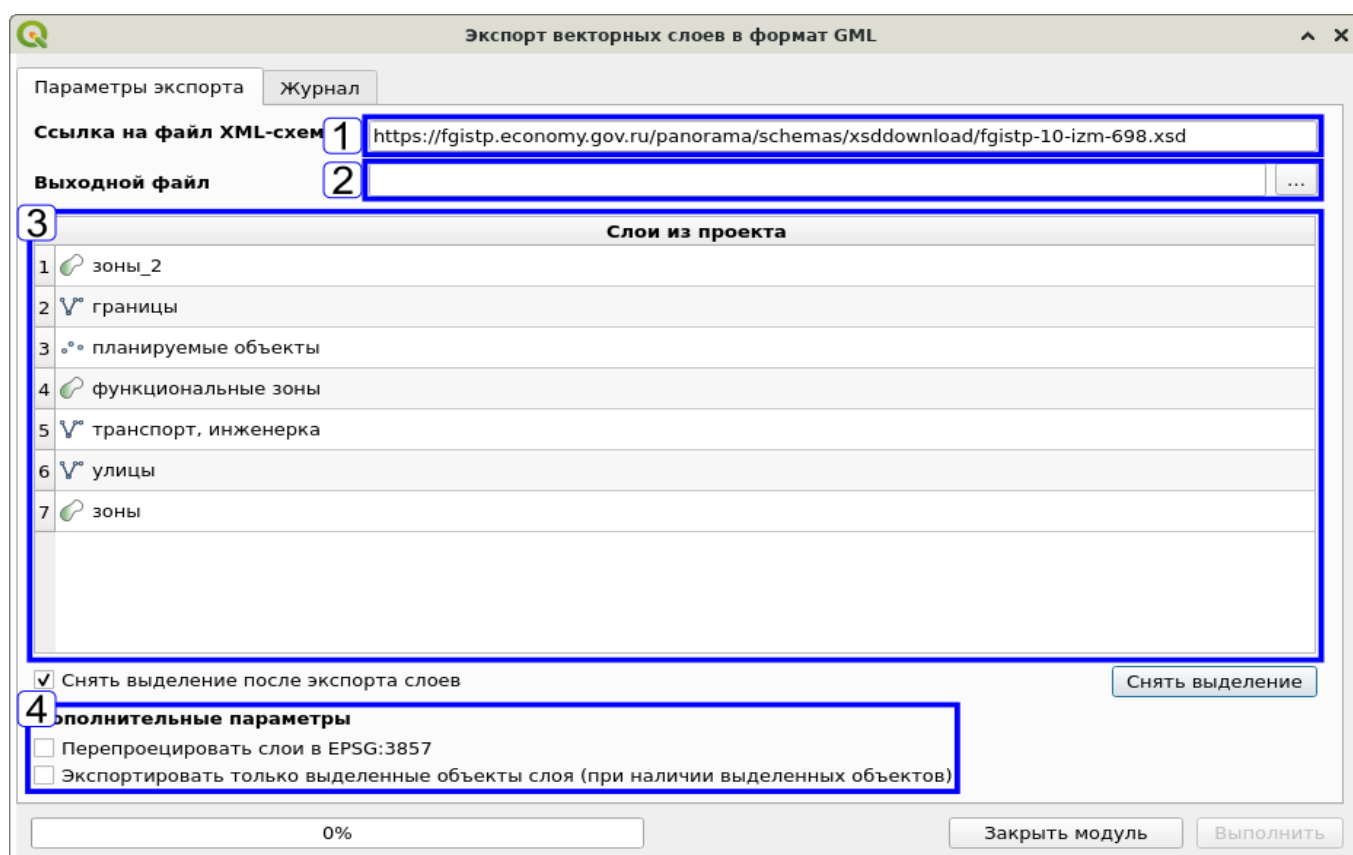 Экспорт векторных слоев в формат GML
Параметры экспорта
Журнал
Ссылка на файл XML-схем
1
https://fgistp.economy.gov.ru/panorama/schemas/xsddownload/fgistp-10-izm-698.xsd
Выходной файл
2
...
3
Слои из проекта
1 зоны_2
2 границы
3 планируемые объекты
4 функциональные зоны
5 транспорт, инженерка
6 улицы
7 зоны
Снять выделение после экспорта слоев
Снять выделение
4
ополнительные параметры
Перепроецировать слои в EPSG:3857
Экспортировать только выделенные объекты слоя (при наличии выделенных объектов)
0%
Закрыть модуль
Выполнить